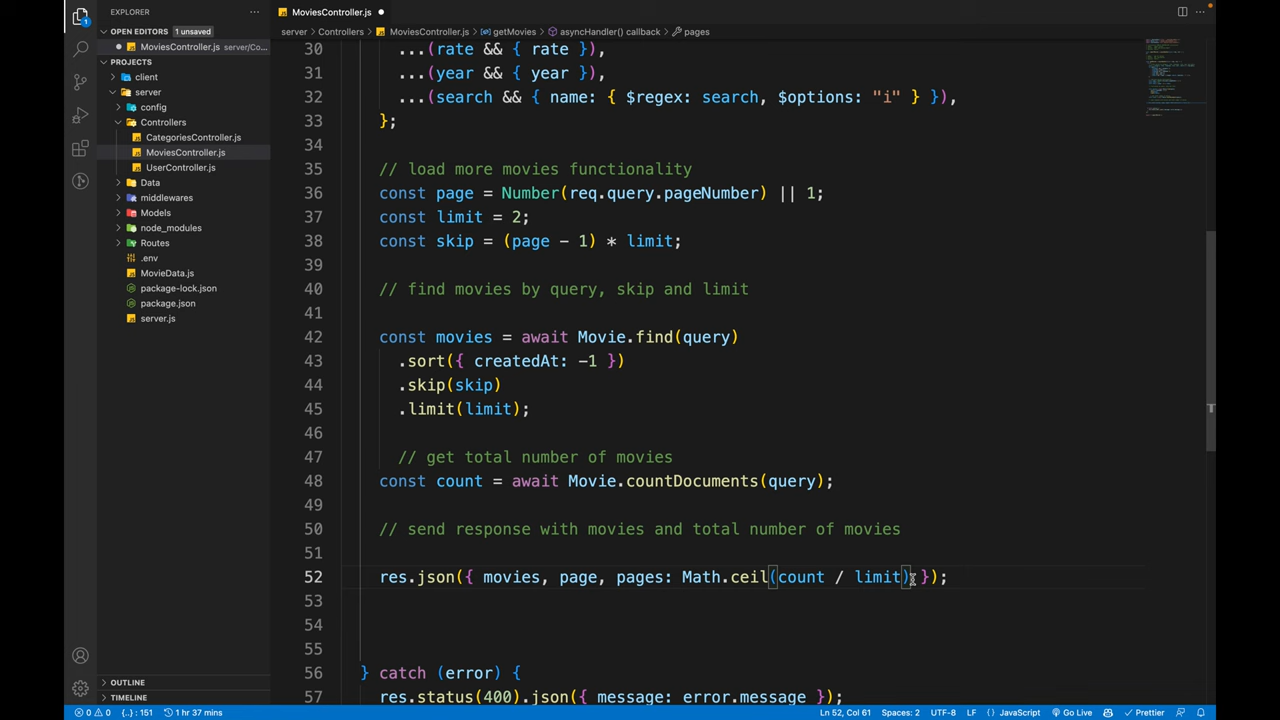 EXPLORER
MoviesController.js
OPEN EDITORS 1 unsaved
server > Controllers > MoviesController.js > getMovies > asyncHandler() callback > pages
MoviesController.js server/Co...
PROJECTS
client
server
config
Controllers
CategoriesController.js
MoviesController.js
UserController.js
Data
middlewares
Models
node_modules
Routes
.env
MovieData.js
package-lock.json
package.json
server.js
OUTLINE
TIMELINE
30 ...(rate && { rate }),
31 ...(year && { year }),
32 ...(search && { name: { $regex: search, $options: "i" } }),
33 };
34
35 // load more movies functionality
36 const page = Number(req.query.pageNumber) || 1;
37 const limit = 2;
38 const skip = (page - 1) * limit;
39
40 // find movies by query, skip and limit
41
42 const movies = await Movie.find(query)
43 .sort({ createdAt: -1 })
44 .skip(skip)
45 .limit(limit);
46
47 // get total number of movies
48 const count = await Movie.countDocuments(query);
49
50 // send response with movies and total number of movies
51
52 res.json({ movies, page, pages: Math.ceil(count / limit) });
53
54
55
56 } catch (error) {
57 res.status(400).json({ message: error.message });
0 0 {..} : 151 1 hr 37 mins Ln 52, Col 61 Spaces: 2 UTF-8 LF {} JavaScript Go Live Prettier